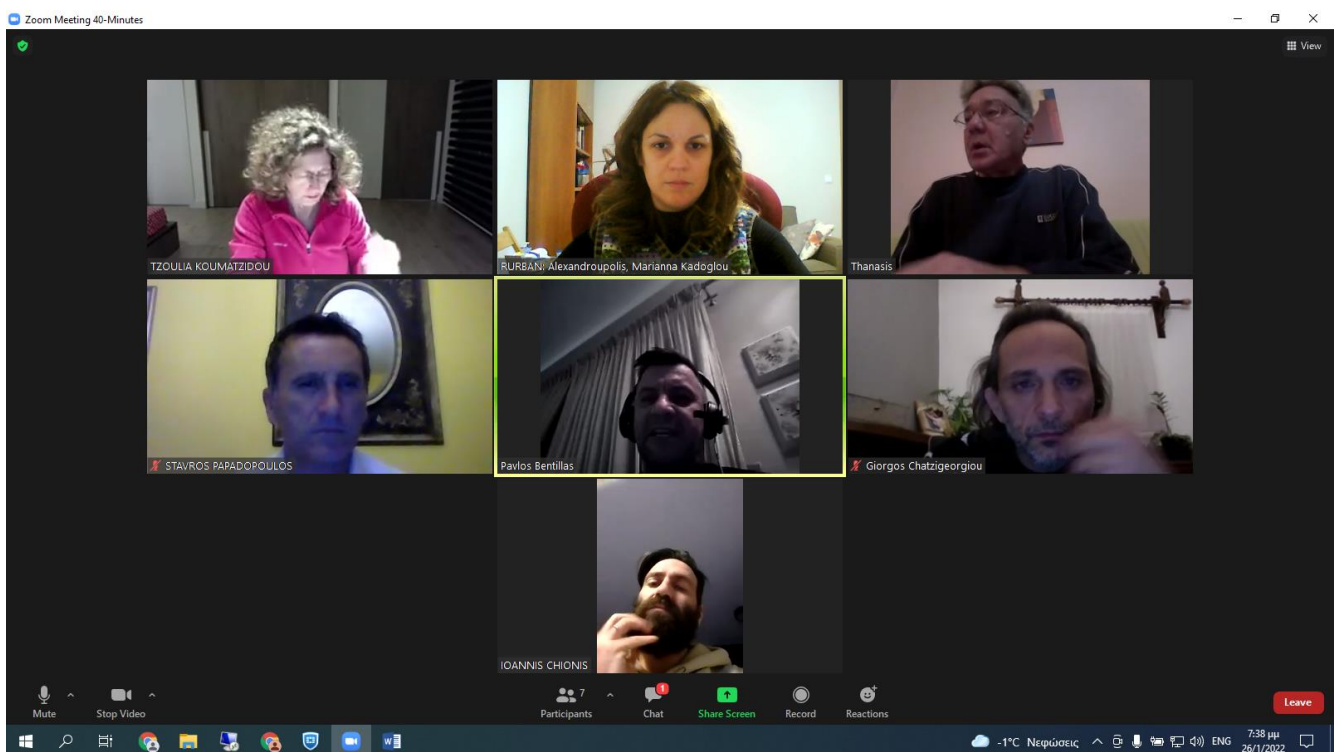 Zoom Meeting 40-Minutes
View
TZOULIA KOUMATZIDOU
RURBAN: Alexandroupolis, Marianna Kadoglou
Thanasis
STAVROS PAPADOPOULOS
Pavlos Bentillas
Giorgos Chatzigeorgiou
IOANNIS CHIONIS
Mute
Stop Video
Participants
7
Chat
1
Share Screen
Record
Reactions
Leave
-1°C Νεφώσεις
ENG
7:38 μμ
26/1/2022